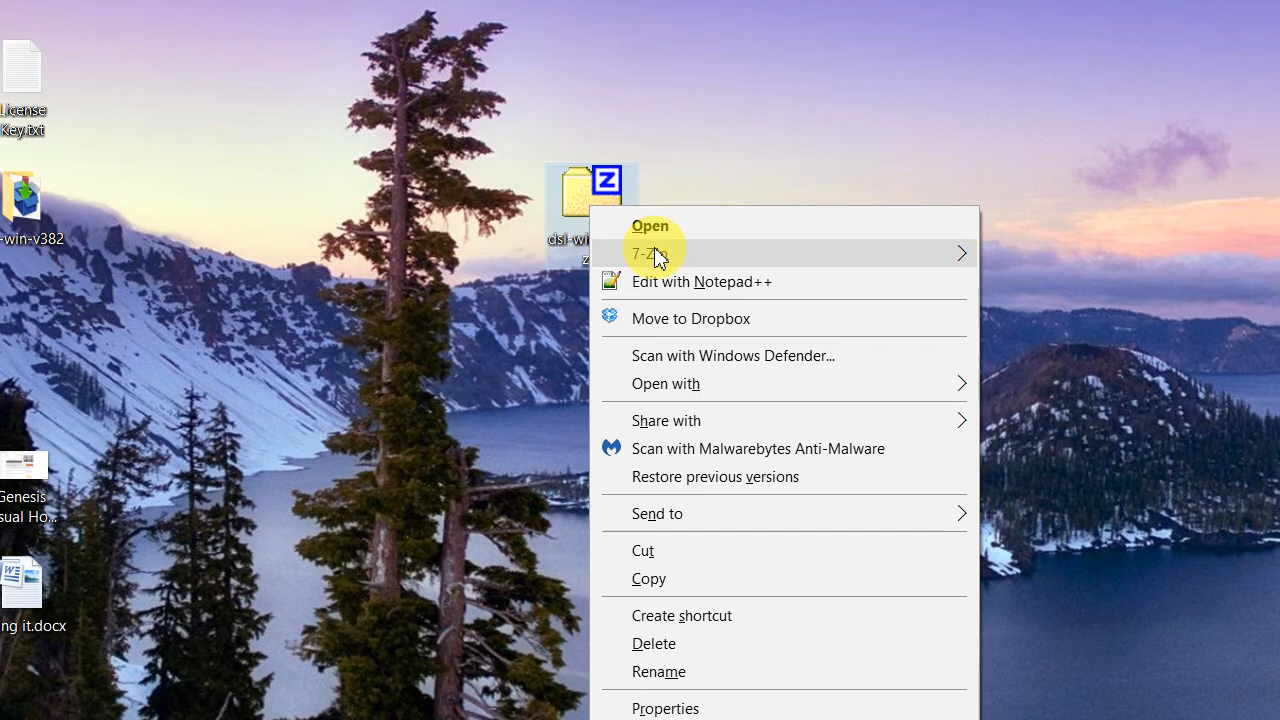 License
Key.txt
-win-v382
Genesis
sual Ho...
ng it.docx
Z
dsl-wi
z
Open
7-Z
Edit with Notepad++
Move to Dropbox
Scan with Windows Defender...
Open with
Share with
Scan with Malwarebytes Anti-Malware
Restore previous versions
Send to
Cut
Copy
Create shortcut
Delete
Rename
Properties